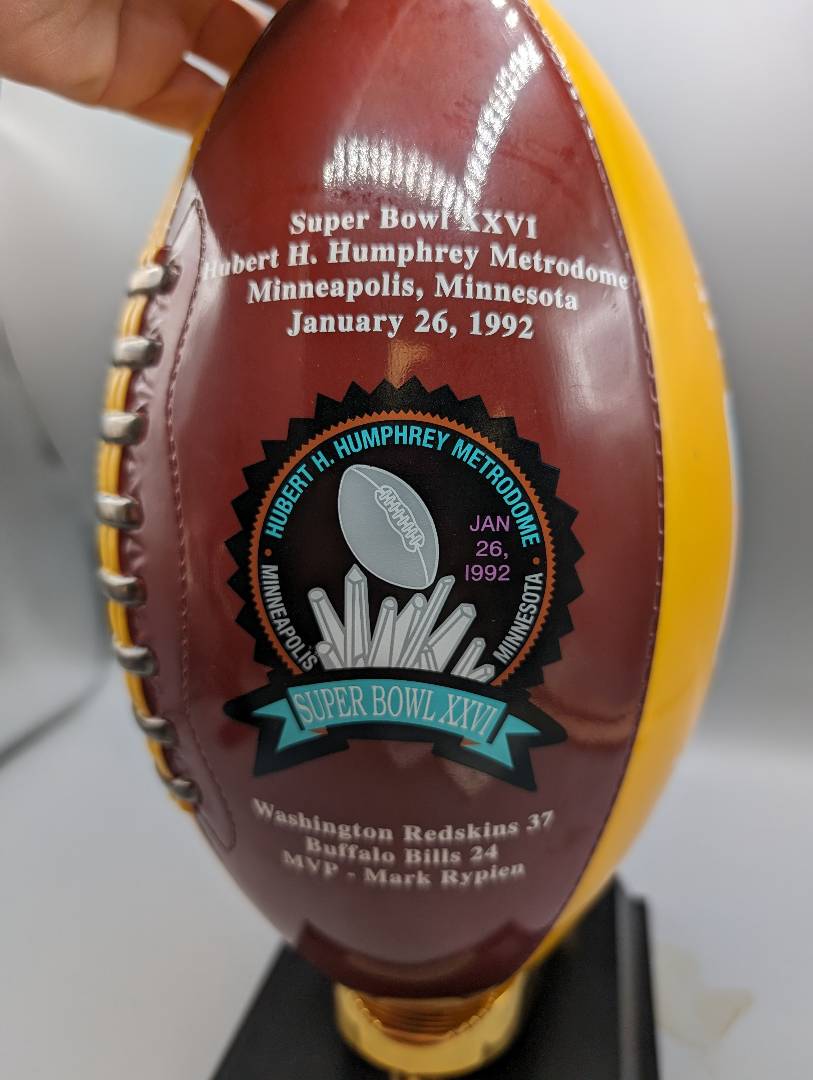 Super Bowl XXVI
Hubert H. Humphrey Metrodome
Minneapolis, Minnesota
January 26, 1992
HUBERT H. HUMPHREY METRODOME
JAN
26,
1992
MINNEAPOLIS
MINNESOTA
SUPER BOWL XXVI
Washington Redskins 37
Buffalo Bills 24
MVP - Mark Rypien